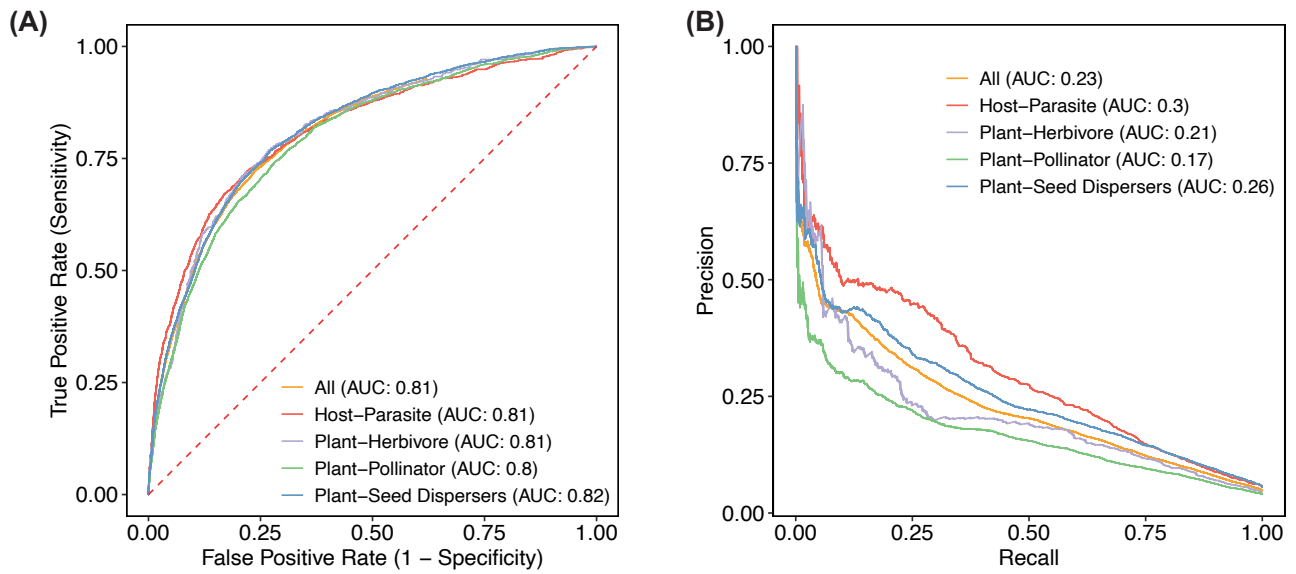 (A)
1.00
0.75
0.50
0.25
0.00
True Positive Rate (Sensitivity)
All (AUC: 0.81)
Host−Parasite (AUC: 0.81)
Plant−Herbivore (AUC: 0.81)
Plant−Pollinator (AUC: 0.8)
Plant−Seed Dispersers (AUC: 0.82)
0.00 0.25 0.50 0.75 1.00
False Positive Rate (1 − Specificity)
(B)
1.00
0.75
0.50
0.25
0.00
Precision
All (AUC: 0.23)
Host−Parasite (AUC: 0.3)
Plant−Herbivore (AUC: 0.21)
Plant−Pollinator (AUC: 0.17)
Plant−Seed Dispersers (AUC: 0.26)
0.00 0.25 0.50 0.75 1.00
Recall